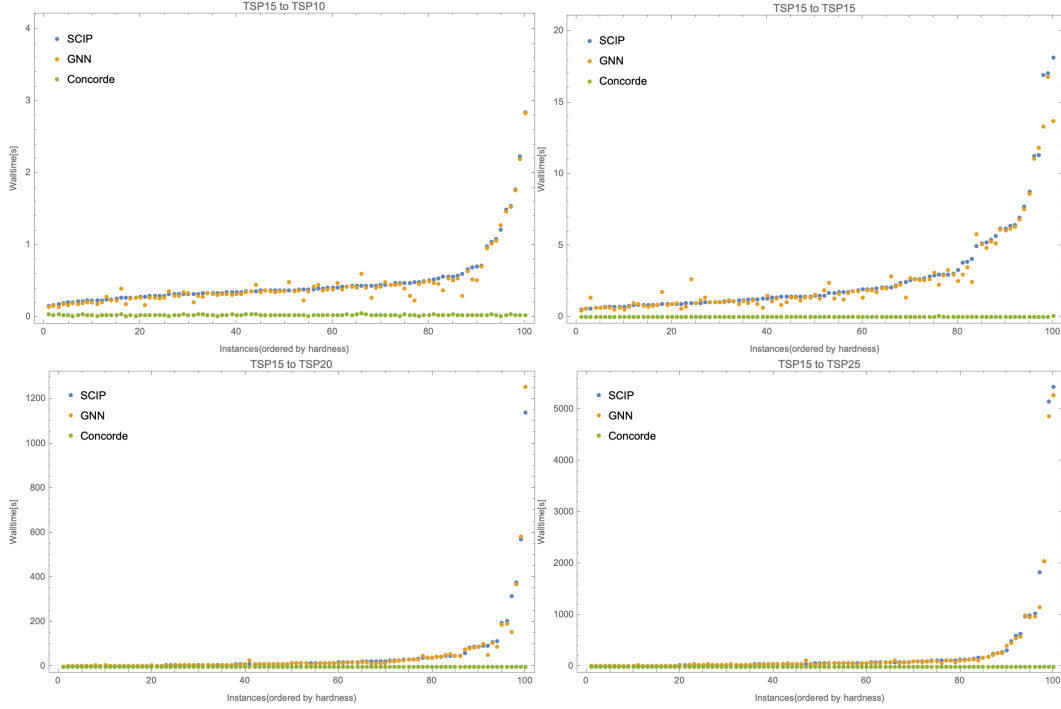 TSP15 to TSP10
4
3
2
1
0
Walltime[s]
SCIP
GNN
Concorde
0 20 40 60 80 100
Instances(ordered by hardness)
TSP15 to TSP15
20
15
10
5
0
Walltime[s]
SCIP
GNN
Concorde
0 20 40 60 80 100
Instances(ordered by hardness)
TSP15 to TSP20
1200
1000
800
600
400
200
0
Walltime[s]
SCIP
GNN
Concorde
0 20 40 60 80 100
Instances(ordered by hardness)
TSP15 to TSP25
5000
4000
3000
2000
1000
0
Walltime[s]
SCIP
GNN
Concorde
0 20 40 60 80 100
Instances(ordered by hardness)